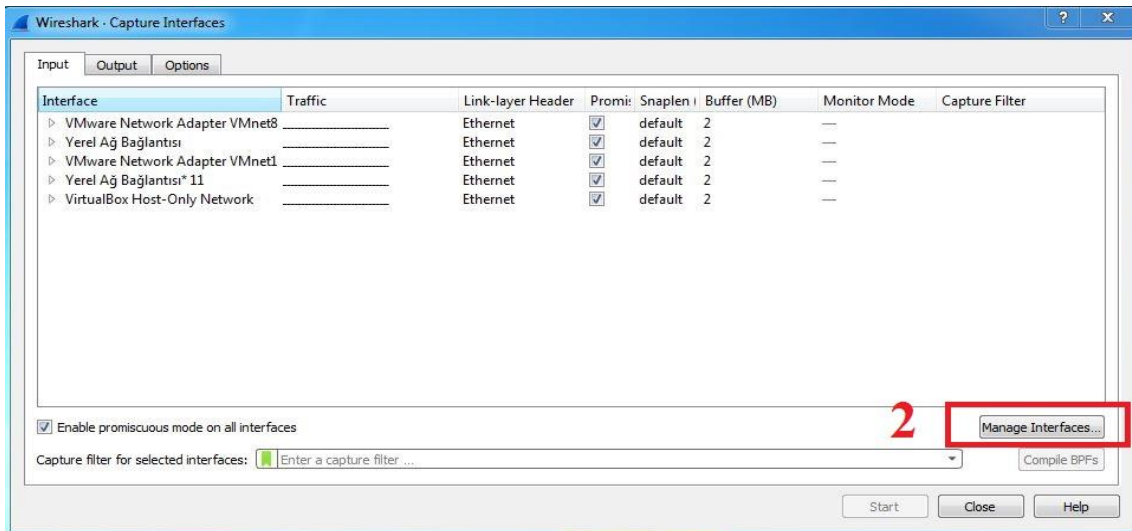 Wireshark · Capture Interfaces
Input Output Options
Interface Traffic Link-layer Header Promi: Snaplen ( Buffer (MB) Monitor Mode Capture Filter
VMware Network Adapter VMnet8 Ethernet default 2 —
Yerel Ağ Bağlantısı Ethernet default 2 —
VMware Network Adapter VMnet1 Ethernet default 2 —
Yerel Ağ Bağlantısı* 11 Ethernet default 2 —
VirtualBox Host-Only Network Ethernet default 2 —
Enable promiscuous mode on all interfaces 2 Manage Interfaces...
Capture filter for selected interfaces: Enter a capture filter ... Compile BPFs
Start Close Help